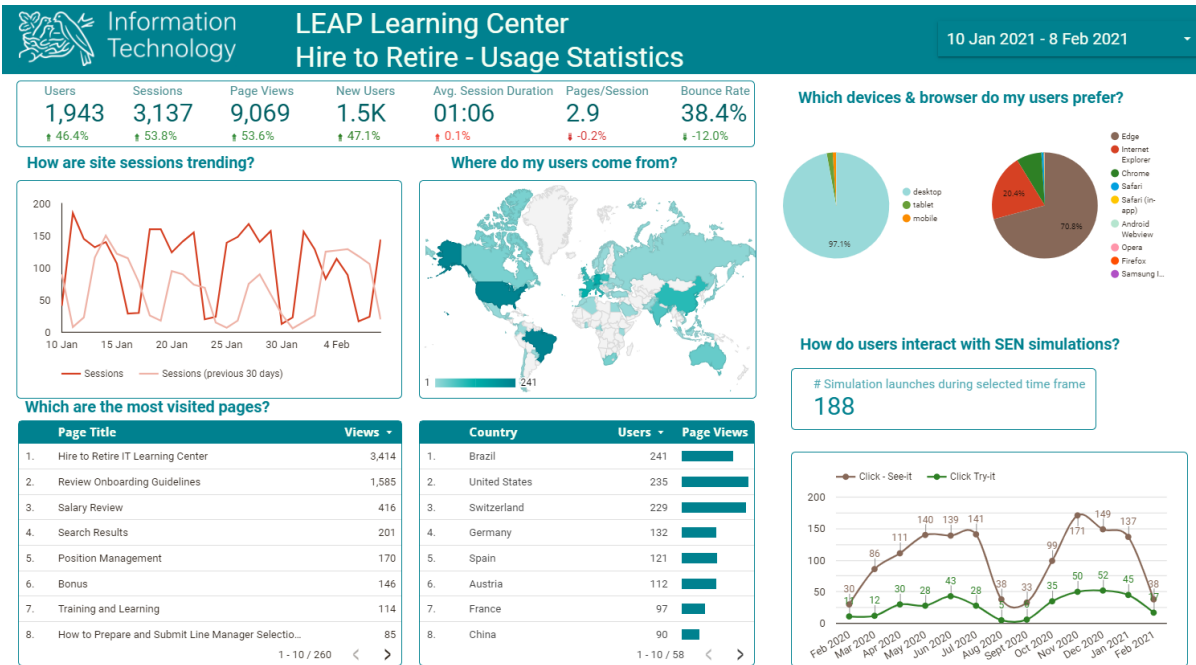 Information
Technology
LEAP Learning Center
Hire to Retire - Usage Statistics
10 Jan 2021 - 8 Feb 2021
Users
1,943
46.4%
Sessions
3,137
53.8%
Page Views
9,069
53.6%
New Users
1.5K
47.1%
Avg. Session Duration
01:06
0.1%
Pages/Session
2.9
-0.2%
Bounce Rate
38.4%
-12.0%
How are site sessions trending?
200
150
100
50
0
10 Jan 15 Jan 20 Jan 25 Jan 30 Jan 4 Feb
Sessions Sessions (previous 30 days)
Where do my users come from?
1 241
Which devices & browser do my users prefer?
97.1%
desktop
tablet
mobile
20.4%
70.8%
Edge
Internet
Explorer
Chrome
Safari
Safari (in-
app)
Android
Webview
Opera
Firefox
Samsung I...
Which are the most visited pages?
Page Title Views
1. Hire to Retire IT Learning Center 3,414
2. Review Onboarding Guidelines 1,585
3. Salary Review 416
4. Search Results 201
5. Position Management 170
6. Bonus 146
7. Training and Learning 114
8. How to Prepare and Submit Line Manager Selectio... 85
1 - 10 / 260 < >
Country Users Page Views
1. Brazil 241
2. United States 235
3. Switzerland 229
4. Germany 132
5. Spain 121
6. Austria 112
7. France 97
8. China 90
1 - 10 / 58 < >
How do users interact with SEN simulations?
# Simulation launches during selected time frame
188
Click - See-it Click Try-it
200
150
100
50
0
30 86 111 140 139 141 38 33 99 171 149 137 38
12 30 28 43 28 5 35 50 52 45
Feb 2020 Mar 2020 Apr 2020 May 2020 Jun 2020 Jul 2020 Aug 2020 Sept 2020 Oct 2020 Nov 2020 Dec 2020 Jan 2021 Feb 2021